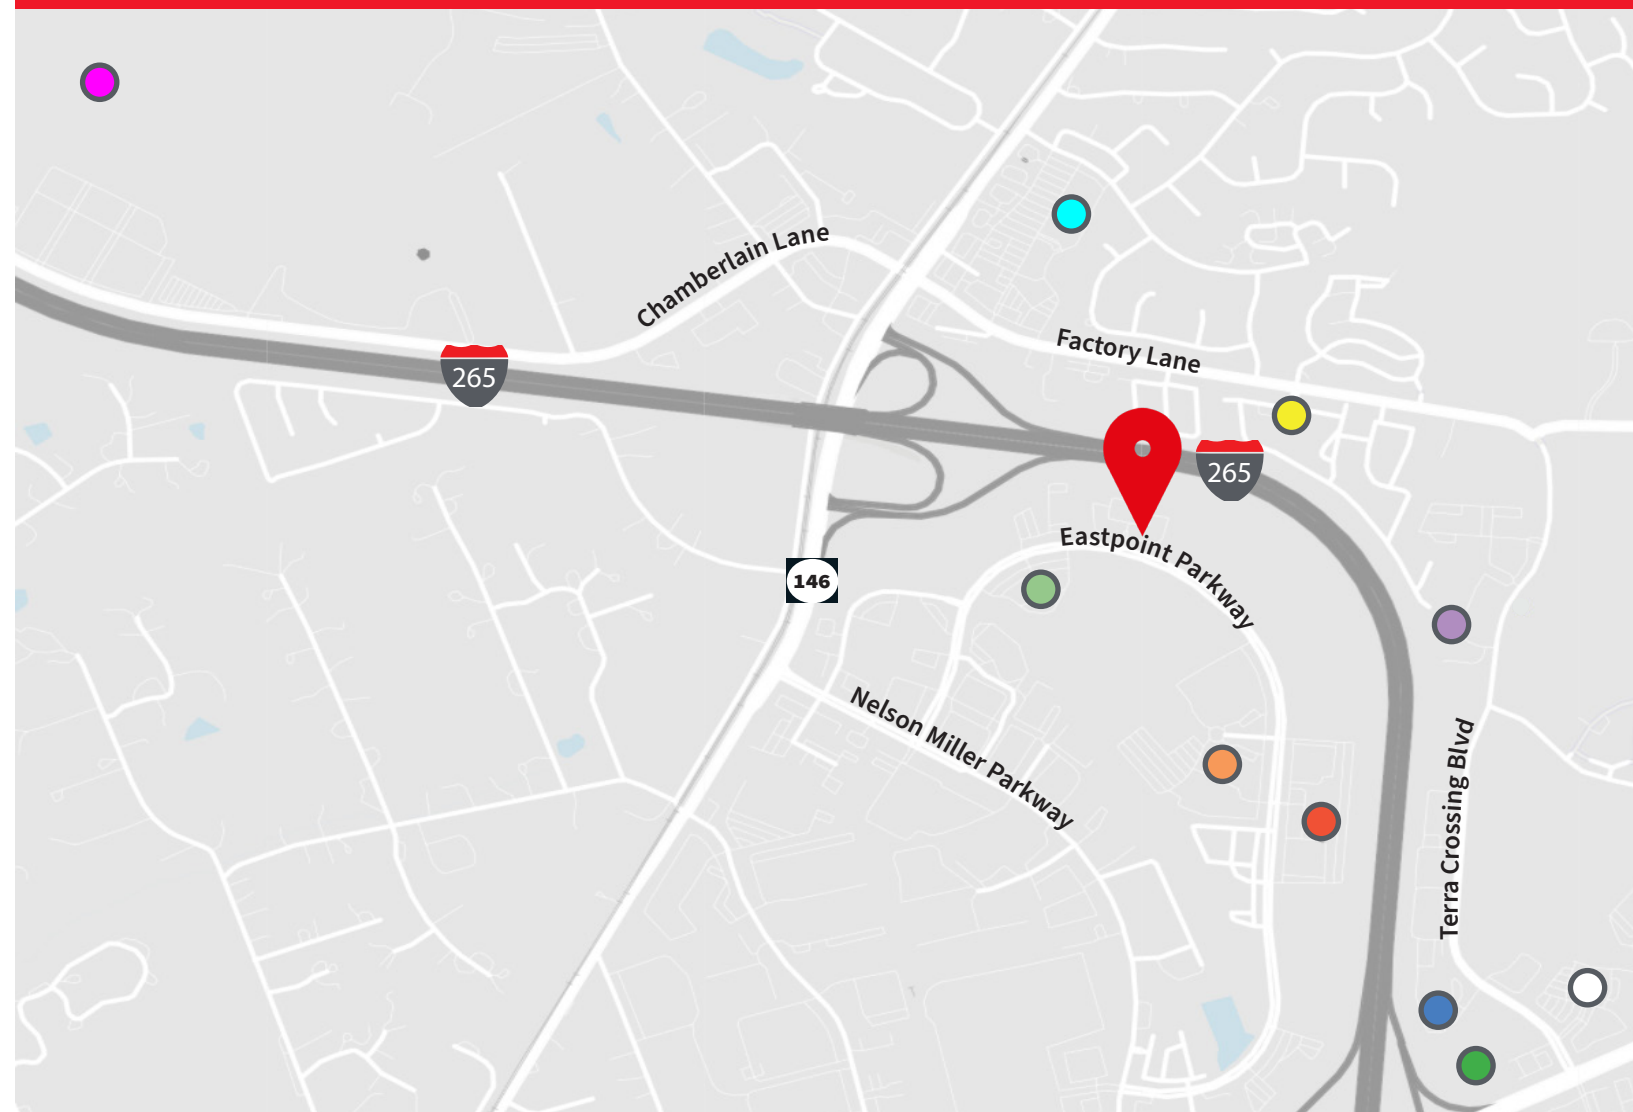 Chamberlain Lane
Factory Lane
265
265
Eastpoint Parkway
146
Nelson Miller Parkway
Terra Crossing Blvd